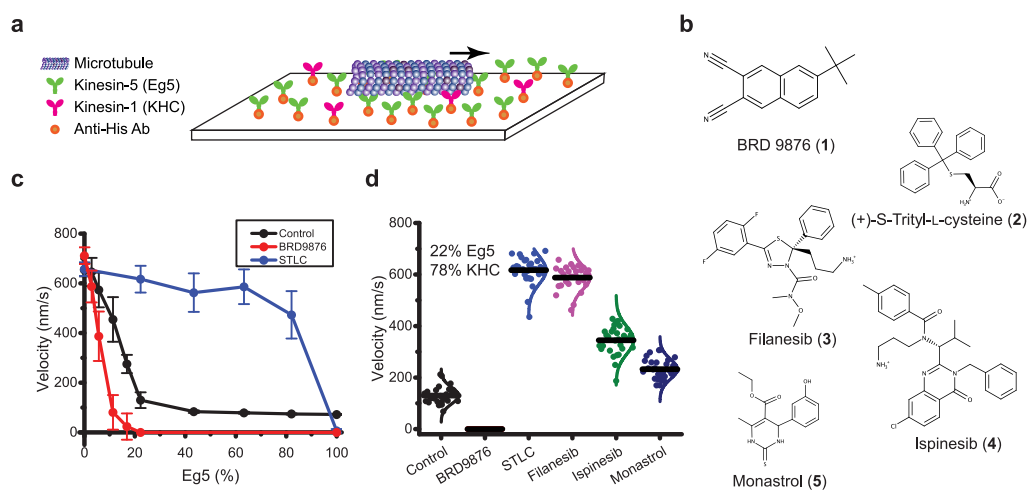 a
Microtubule
Kinesin-5 (Eg5)
Kinesin-1 (KHC)
Anti-His Ab
b
N
N
BRD 9876 (1)
S
O
O⁻
H₃N⁺
(+)-S-Trityl-L-cysteine (2)
F
F
S
N
N
NH₃⁺
O
N
O
Filanesib (3)
O
N
NH₃⁺
N
N
O
Cl
Ispinesib (4)
OH
O
O
HN
NH
S
Monastrol (5)
c
Control
BRD9876
STLC
800
600
400
200
0
Velocity (nm/s)
0 20 40 60 80 100
Eg5 (%)
d
22% Eg5
78% KHC
800
600
400
200
0
Velocity (nm/s)
Control
BRD9876
STLC
Filanesib
Ispinesib
Monastrol